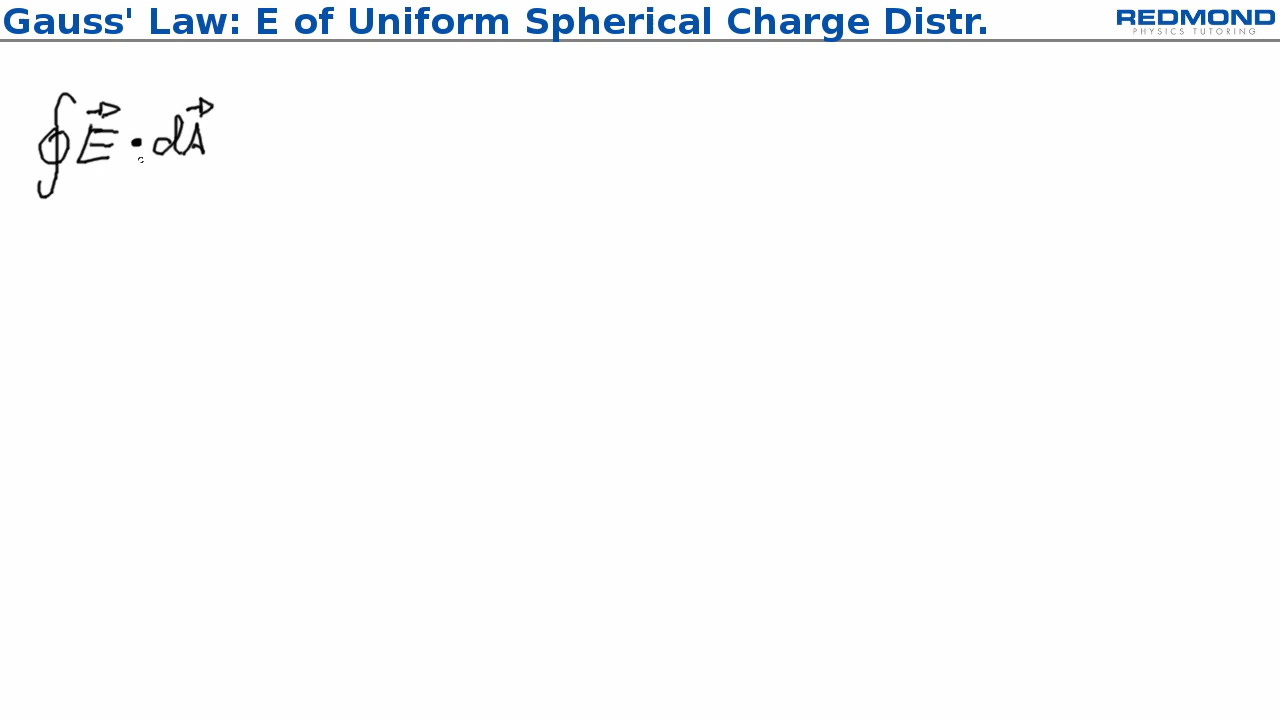 Gauss' Law: E of Uniform Spherical Charge Distr.
REDMOND
PHYSICS TUTORING
∮E⃗ · dA⃗